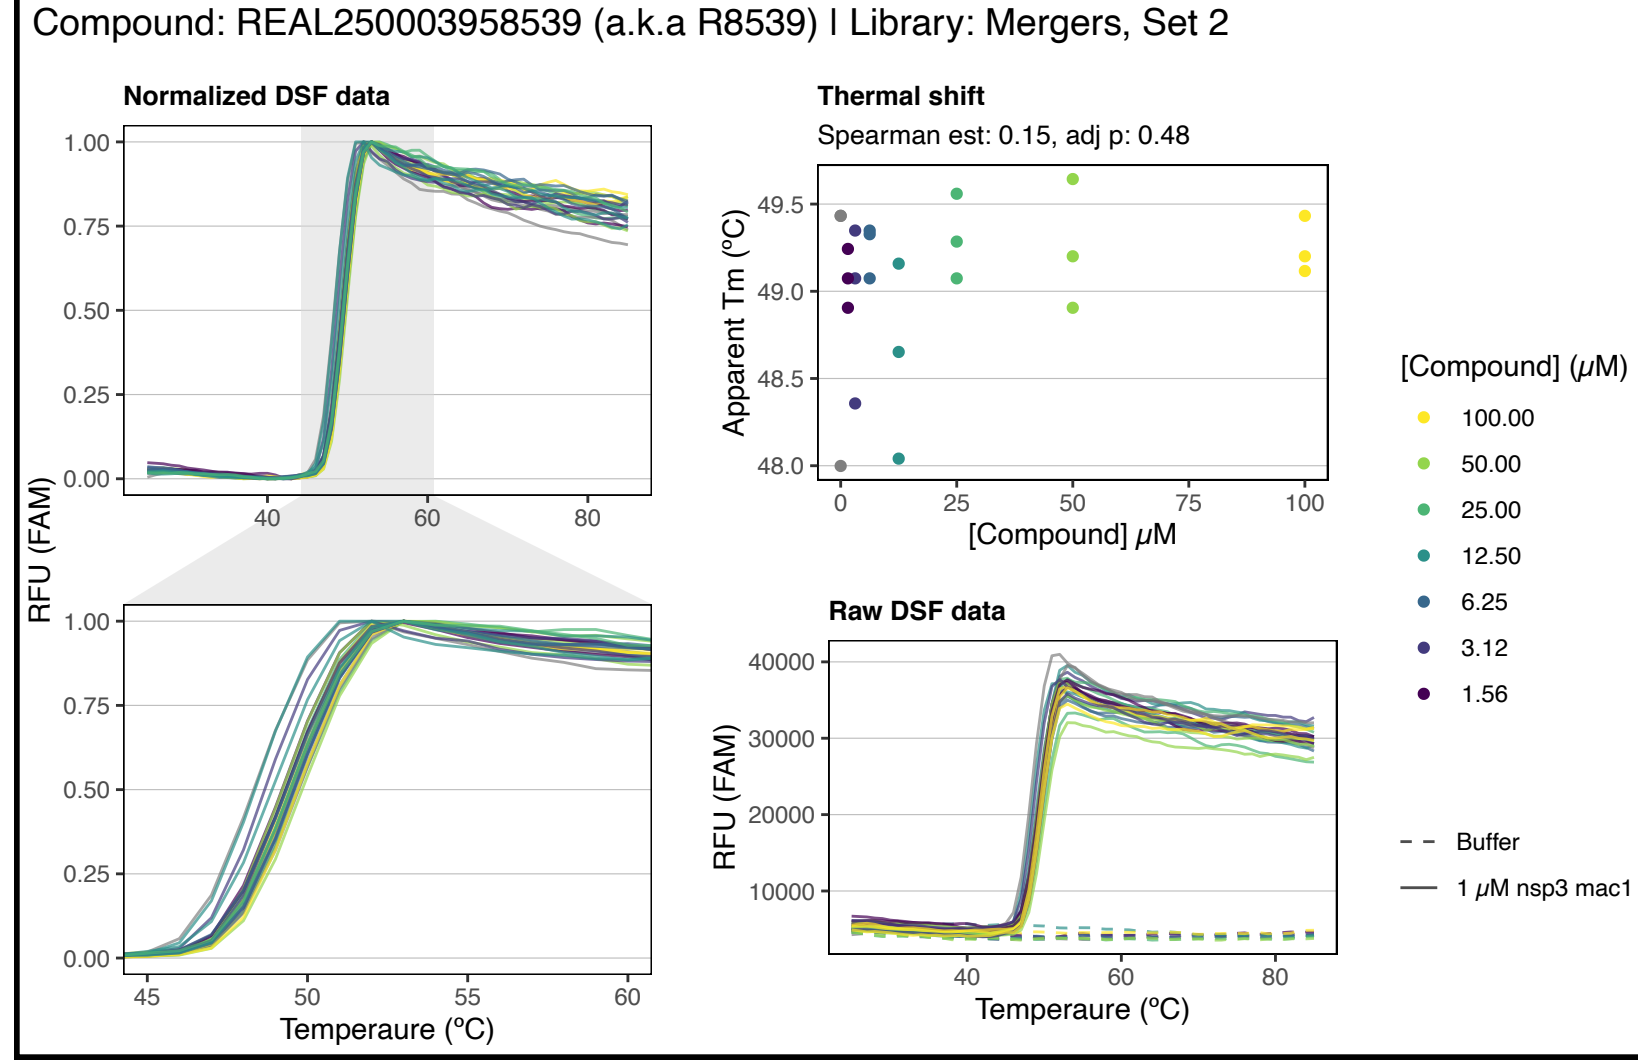 Compound: REAL250003958539 (a.k.a R8539) | Library: Mergers, Set 2
Normalized DSF data
1.00
0.75
0.50
0.25
0.00
40
60
80
RFU (FAM)
1.00
0.75
0.50
0.25
0.00
45
50
55
60
Temperaure (ºC)
Thermal shift
Spearman est: 0.15, adj p: 0.48
Apparent Tm (ºC)
49.5
49.0
48.5
48.0
0
25
50
75
100
[Compound] µM
Raw DSF data
RFU (FAM)
40000
30000
20000
10000
40
60
80
Temperaure (ºC)
[Compound] (µM)
100.00
50.00
25.00
12.50
6.25
3.12
1.56
Buffer
1 µM nsp3 mac1